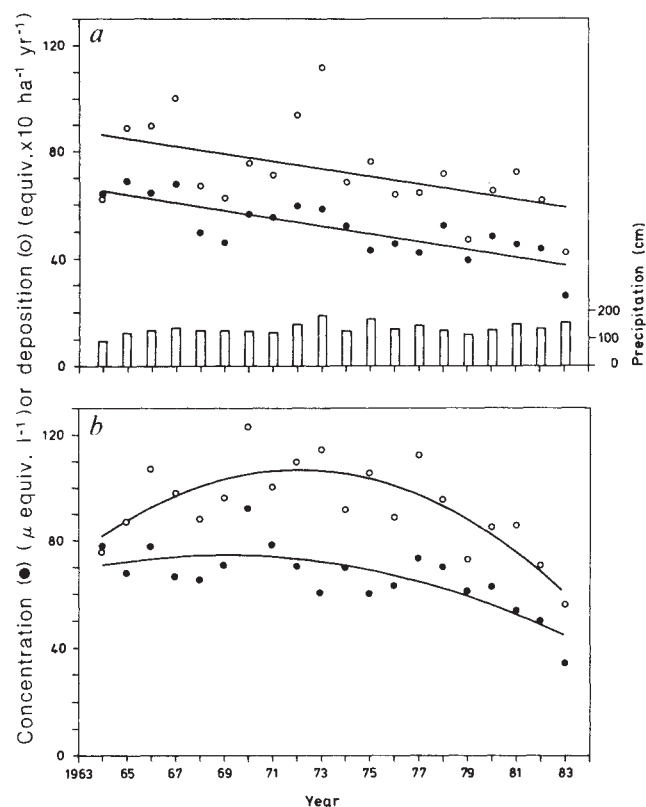 a
120
80
40
0
200
100
0
Precipitation (cm)
Concentration (●) ( μ equiv. l⁻¹) or deposition (o) (equiv.x10 ha⁻¹ yr⁻¹)
b
120
80
40
0
1963 65 67 69 71 73 75 77 79 81 83
Year